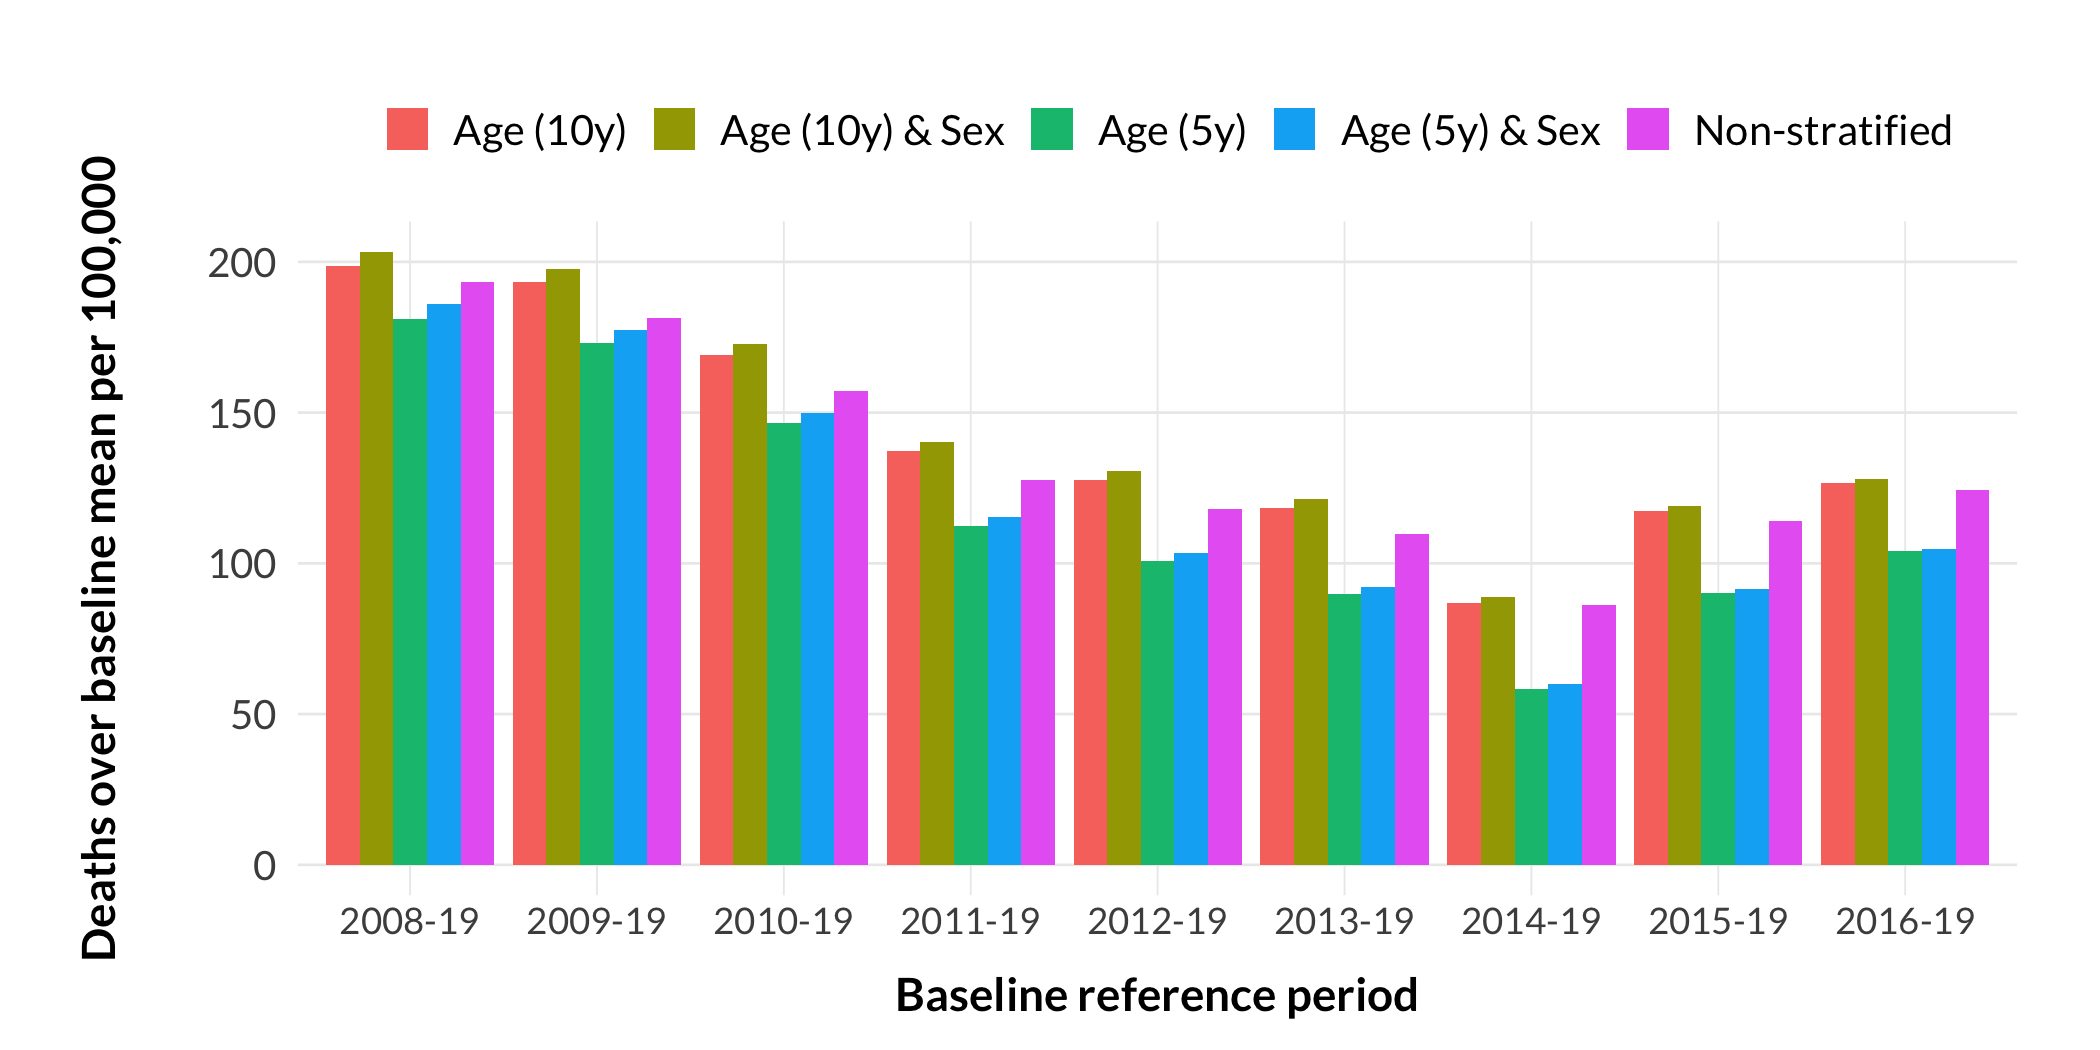 Age (10y) Age (10y) & Sex Age (5y) Age (5y) & Sex Non-stratified
Deaths over baseline mean per 100,000
200
150
100
50
0
2008-19 2009-19 2010-19 2011-19 2012-19 2013-19 2014-19 2015-19 2016-19
Baseline reference period